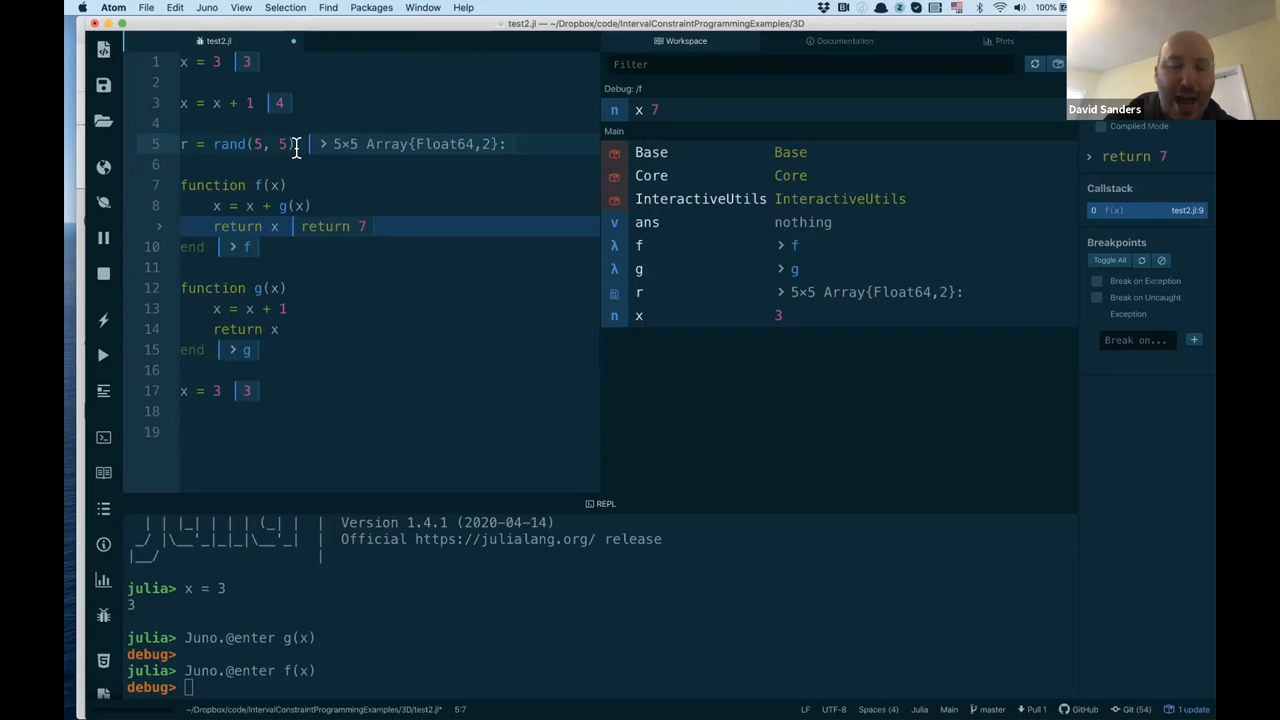 Atom File Edit Juno View Selection Find Packages Window Help 100%
test2.jl — ~/Dropbox/code/IntervalConstraintProgrammingExamples/3D
test2.jl
Workspace Documentation Plots
David Sanders
1 x = 3 3
2
3 x = x + 1 4
4
5 r = rand(5, 5) > 5×5 Array{Float64,2}:
6
7 function f(x)
8 x = x + g(x)
> return x return 7
10 end > f
11
12 function g(x)
13 x = x + 1
14 return x
15 end > g
16
17 x = 3 3
18
19
Filter
Debug: /f
n x 7
Main
Base Base
Core Core
InteractiveUtils InteractiveUtils
v ans nothing
λ f > f
λ g > g
r > 5×5 Array{Float64,2}:
n x 3
Compiled Mode
> return 7
Callstack
0 f(x) test2.jl:9
Breakpoints
Toggle All
Break on Exception
Break on Uncaught
Exception
Break on... +
REPL
| | |_| | | | (_| | | Version 1.4.1 (2020-04-14)
_/ |\__'_|_|_|\__'_| | Official https://julialang.org/ release
|__/ |
julia> x = 3
3
julia> Juno.@enter g(x)
debug>
julia> Juno.@enter f(x)
debug>
~/Dropbox/code/IntervalConstraintProgrammingExamples/3D/test2.jl* 5:7 LF UTF-8 Spaces (4) Julia Main master Pull 1 GitHub Git (54) 1 update